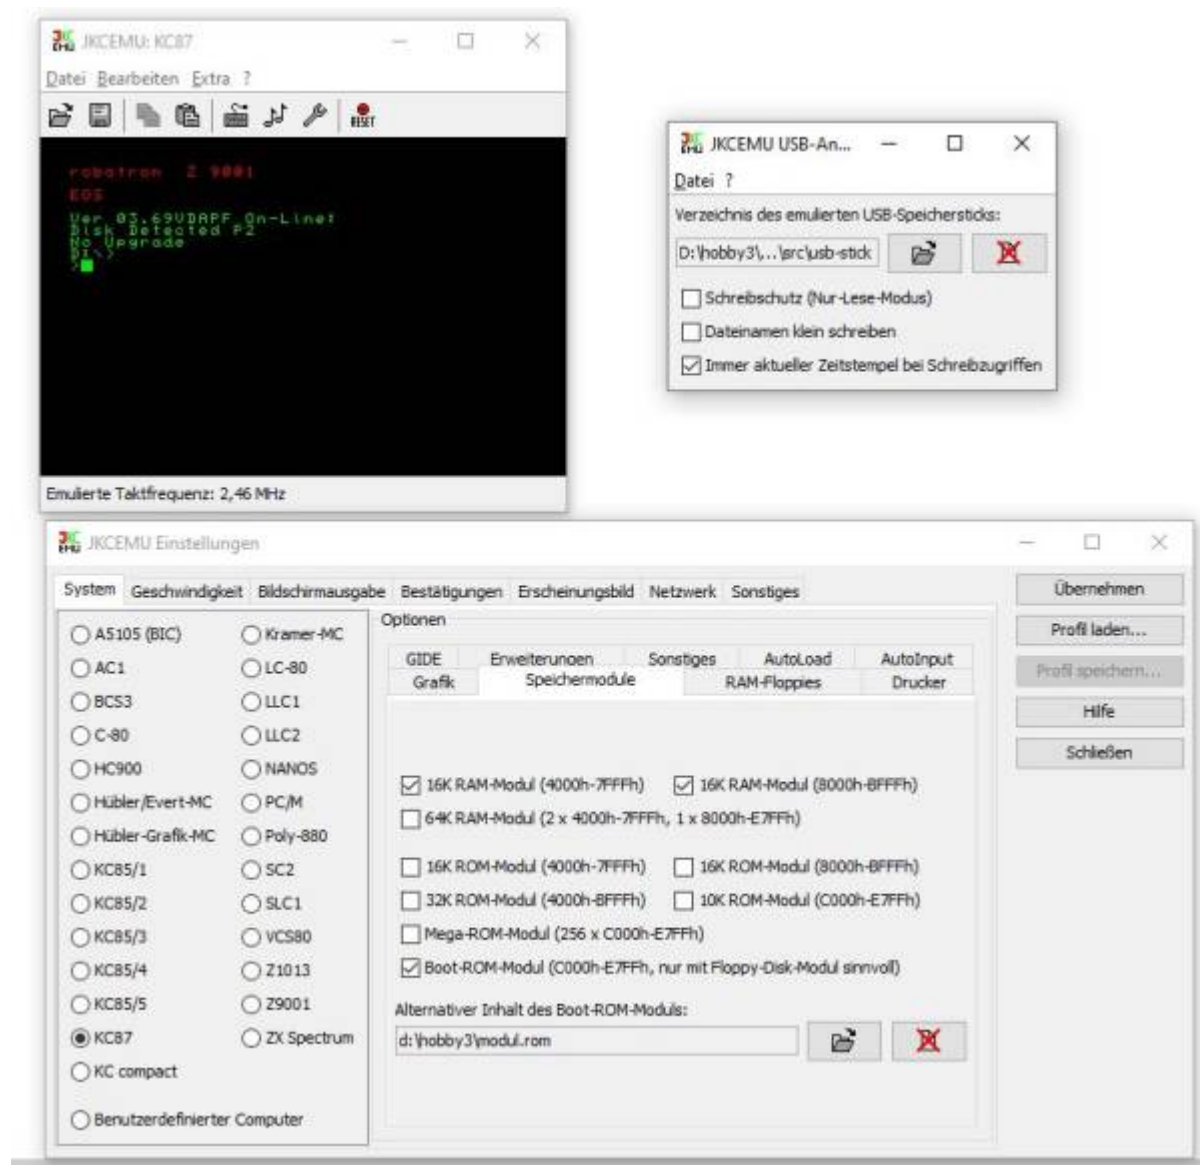 JKCEMU: KC87
Datei Bearbeiten Extra ?
RESET
robotron Z 9001
EOS
Ver 03.69VDAPF On-Line:
Disk Detected P2
No Upgrade
D:\>
>
Emulierte Taktfrequenz: 2,46 MHz
JKCEMU USB-An...
Datei ?
Verzeichnis des emulierten USB-Speichersticks:
D:\hobby3\,...\src\usb-stick
Schreibschutz (Nur-Lese-Modus)
Dateinamen klein schreiben
Immer aktueller Zeitstempel bei Schreibzugriffen
JKCEMU Einstellungen
System Geschwindigkeit Bildschirmausgabe Bestätigungen Erscheinungsbild Netzwerk Sonstiges
A5105 (BIC)
AC1
BCS3
C-80
HC900
Hübler/Evert-MC
Hübler-Grafik-MC
KC85/1
KC85/2
KC85/3
KC85/4
KC85/5
KC87
KC compact
Benutzerdefinierter Computer
Kramer-MC
LC-80
LLC1
LLC2
NANOS
PC/M
Poly-880
SC2
SLC1
VCS80
Z1013
Z9001
ZX Spectrum
Optionen
GIDE Erweiterungen Sonstiges AutoLoad AutoInput
Grafik Speichermodule RAM-Floppies Drucker
16K RAM-Modul (4000h-7FFFh) 16K RAM-Modul (8000h-BFFFh)
64K RAM-Modul (2 x 4000h-7FFFh, 1 x 8000h-E7FFh)
16K ROM-Modul (4000h-7FFFh) 16K ROM-Modul (8000h-BFFFh)
32K ROM-Modul (4000h-BFFFh) 10K ROM-Modul (C000h-E7FFh)
Mega-ROM-Modul (256 x C000h-E7FFh)
Boot-ROM-Modul (C000h-E7FFh, nur mit Floppy-Disk-Modul sinnvoll)
Alternativer Inhalt des Boot-ROM-Moduls:
d:\hobby3\modul.rom
Übernehmen
Profil laden...
Profil speichern...
Hilfe
Schließen